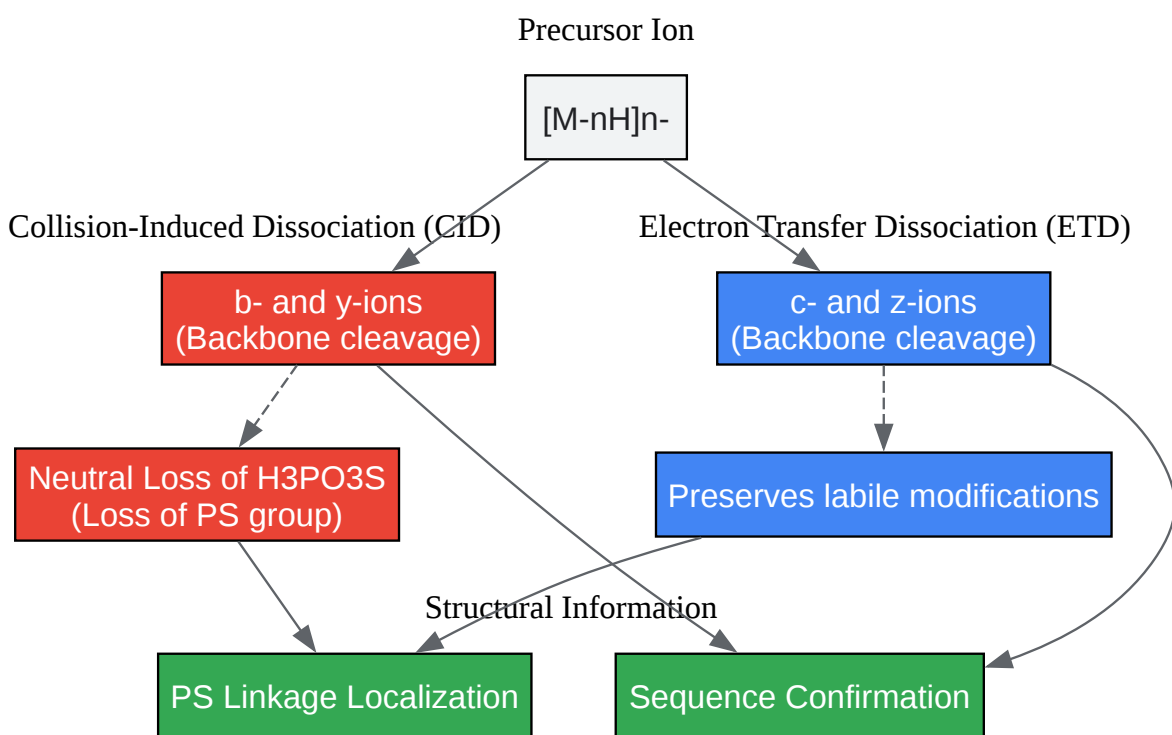 Precursor Ion
[M-nH]n-
Collision-Induced Dissociation (CID)
Electron Transfer Dissociation (ETD)
b- and y-ions
(Backbone cleavage)
c- and z-ions
(Backbone cleavage)
Neutral Loss of H3PO3S
(Loss of PS group)
Preserves labile modifications
Structural Information
PS Linkage Localization
Sequence Confirmation